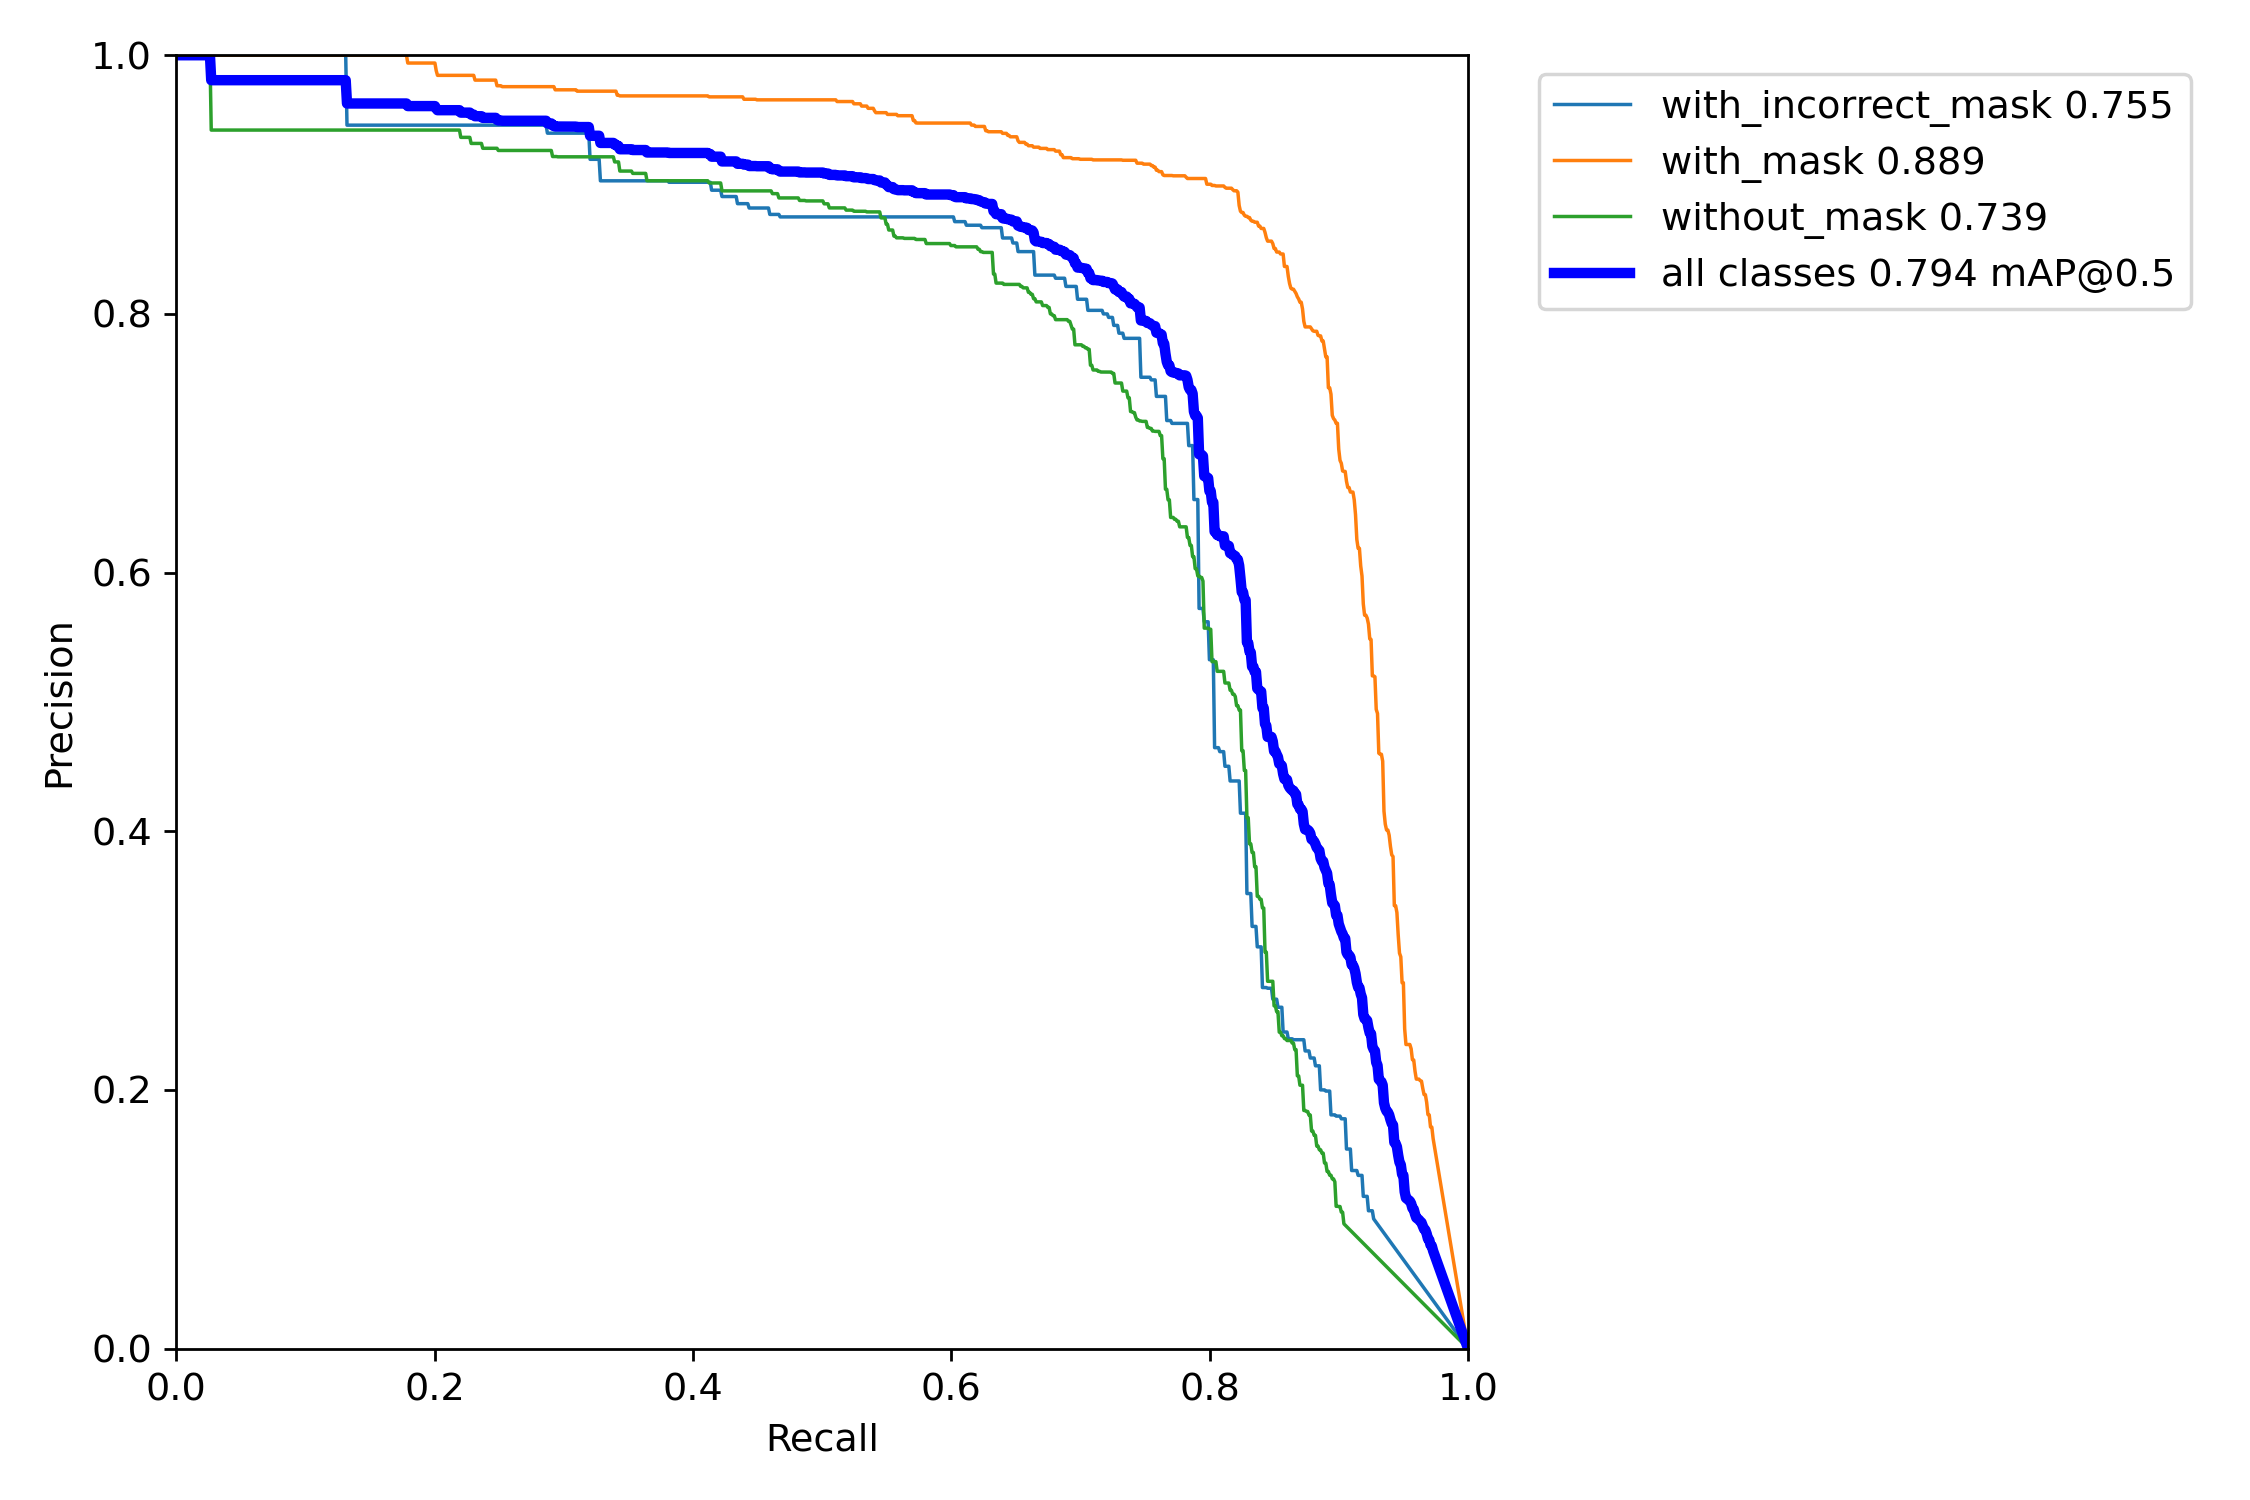 1.0
0.8
0.6
0.4
0.2
0.0
Precision
0.0 0.2 0.4 0.6 0.8 1.0
Recall
with_incorrect_mask 0.755
with_mask 0.889
without_mask 0.739
all classes 0.794 mAP@0.5